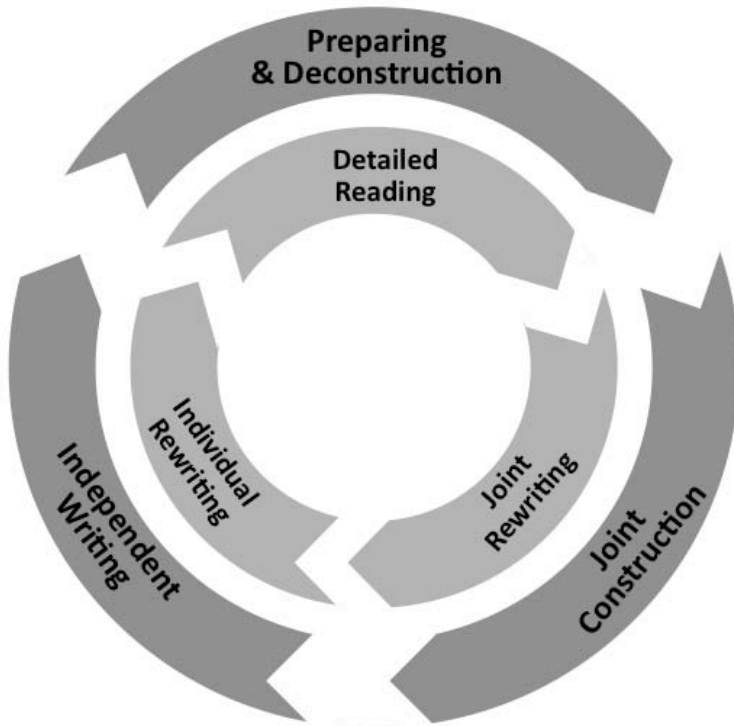 Preparing
& Deconstruction
Detailed
Reading
Individual
Rewriting
Joint
Rewriting
Independent
Writing
Joint
Construction